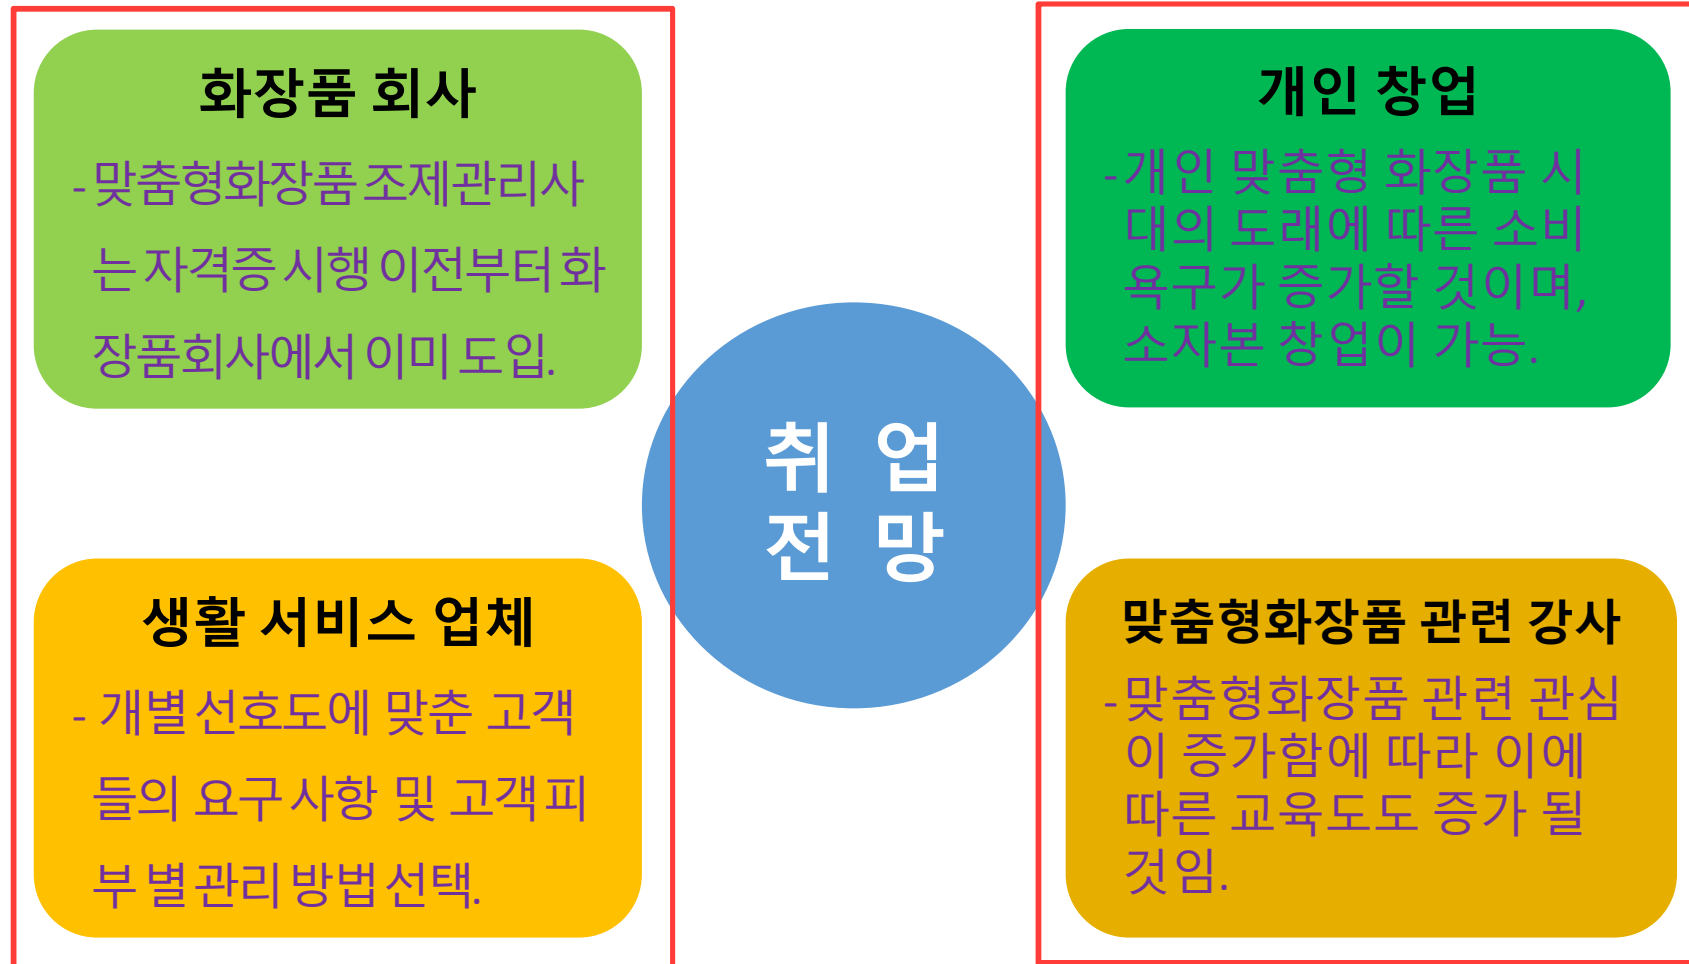 화장품 회사
-맞춤형화장품 조제관리사
는 자격증 시행 이전부터 화
장품회사에서 이미 도입.
생활 서비스 업체
- 개별 선호도에 맞춘 고객
들의 요구 사항 및 고객 피
부 별 관리 방법 선택.
취 업
전 망
개인 창업
-개인 맞춤형 화장품 시
대의 도래에 따른 소비
욕구가 증가할 것이며,
소자본 창업이 가능.
맞춤형화장품 관련 강사
-맞춤형화장품 관련 관심
이 증가함에 따라 이에
따른 교육도도 증가 될
것임.